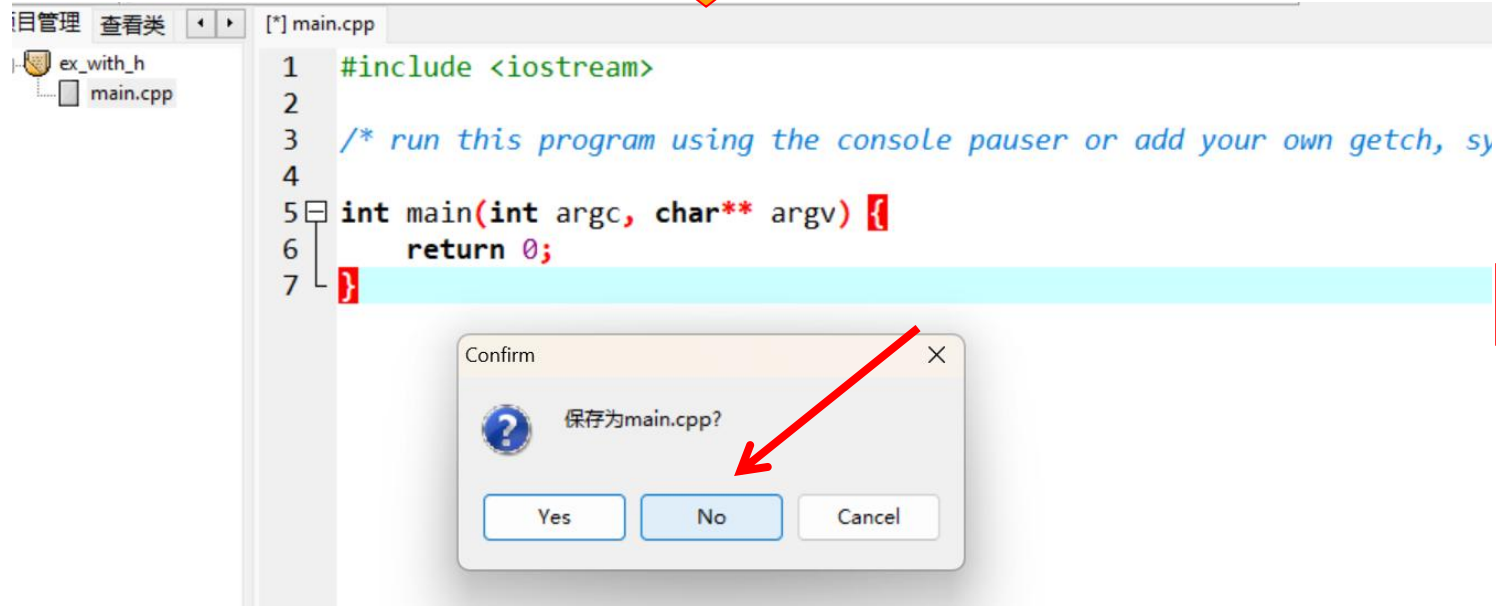 目管理 查看类
[*] main.cpp
ex_with_h
main.cpp
1 #include <iostream>
2
3 /* run this program using the console pauser or add your own getch, sy
4
5 int main(int argc, char** argv) {
6 return 0;
7 }
Confirm
保存为main.cpp?
Yes No Cancel